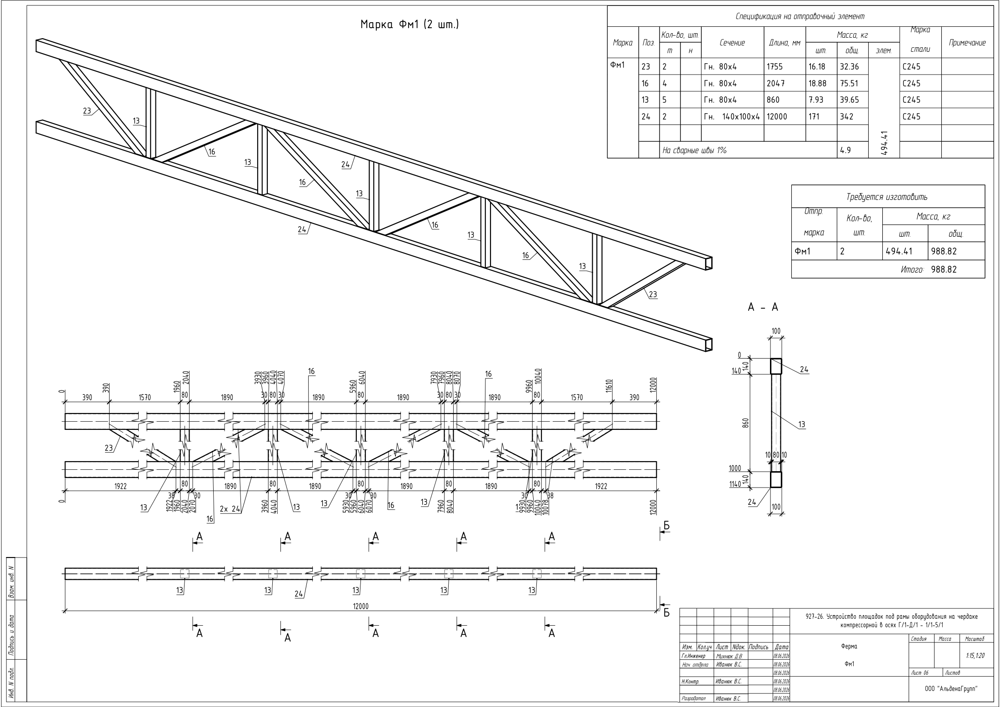 Марка Фм1 (2 шт.)
Спецификация на отправочный элемент
Марка Поз. Кол-во, шт. Сечение Длина, мм Масса, кг Марка стали Примечание
т н шт. общ. элем.
Фм1 23 2 Гн. 80х4 1755 16.18 32.36 С245
16 4 Гн. 80х4 2047 18.88 75.51 С245
13 5 Гн. 80х4 860 7.93 39.65 С245
24 2 Гн. 140х100х4 12000 171 342 С245
494.41
На сварные швы 1% 4.9
Требуется изготовить
Отпр. марка Кол-во, шт. Масса, кг
шт. общ.
Фм1 2 494.41 988.82
Итого: 988.82
23
13
16
13
24
16
13
24
16
13
16
13
23
А - А
100
0
140
140
24
860
13
10 80 10
1000
140
1140
24
100
16
16
0 390 1960 2040 3930 3960 4040 4070 5960 6040 7930 7960 8040 8070 9960 10040 11610 12000
390 1570 80 1890 30 80 30 1890 80 1890 30 80 30 1890 80 1570 390
23
1922 38 80 30 1890 80 1890 30 80 30 1890 80 1890 30 80 38 1922
0 1922 1960 2040 2070 3960 4040 5930 5960 6040 6070 7960 8040 9930 9960 10040 10078 12000
13 16 2х 24 13 13 16 13 1
А А А А А Б
13 13 24 13 13 13
12000
А А А А А Б
Взам. инв. N
Подпись и дата
Инв. N подл.
927-26. Устройство площадок под рамы оборудования на чердаке
компрессорной в осях Г/1-Д/1 - 1/1-5/1
Изм. Кол.уч Лист Nдок. Подпись Дата
Гл.Инженер Михнюк Д.В. 08.06.2026
Нач. отдела Иванюк В.С. 08.06.2026
08.06.2026
Н.Контр. Иванюк В.С. 08.06.2026
08.06.2026
Разработал Иванюк В.С. 08.06.2026
Ферма
Фм1
Стадия Масса Масштаб
1:15,1:20
Лист 06 Листов
ООО "АльденаГрупп"